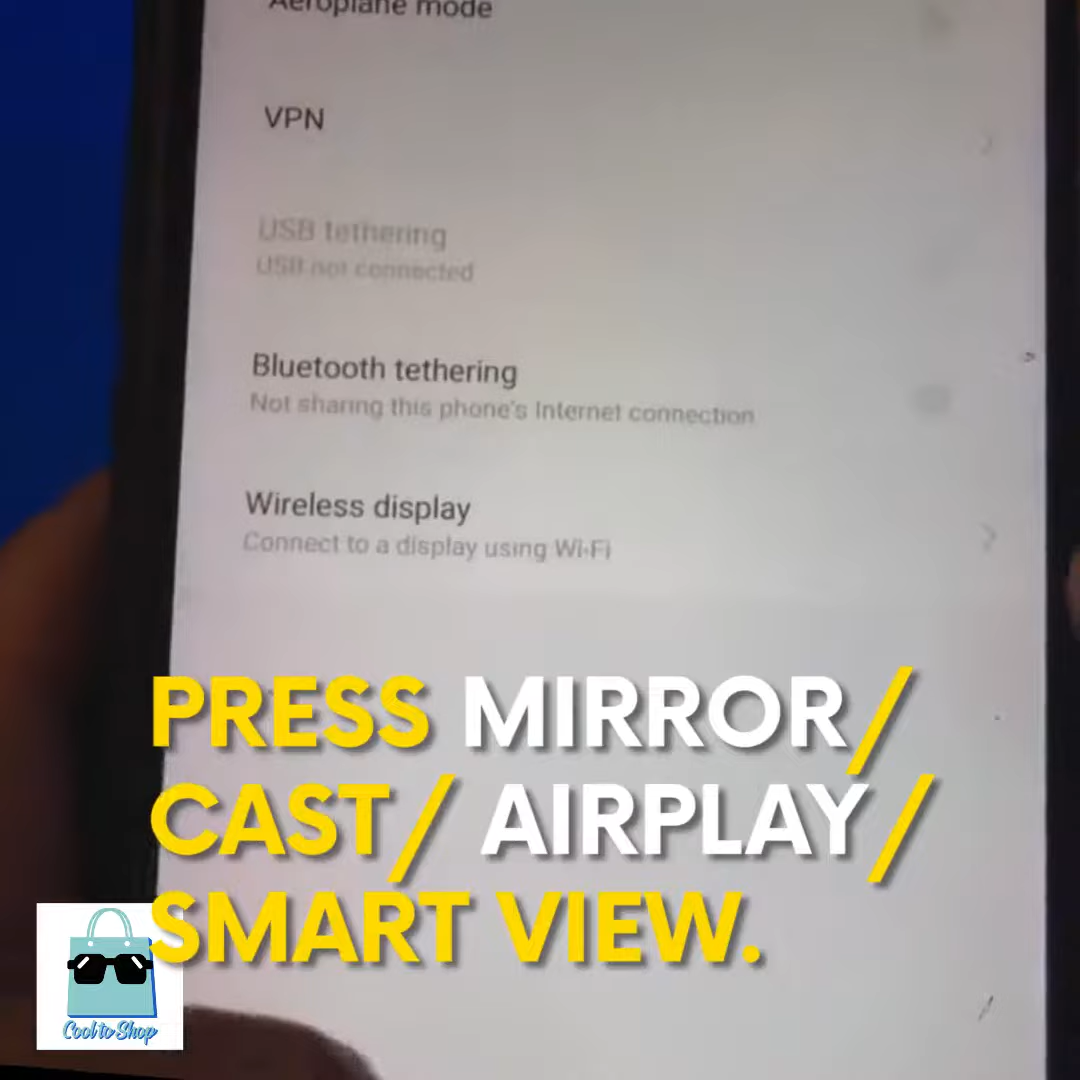 Aeroplane mode
VPN
USB tethering
USB not connected
Bluetooth tethering
Not sharing this phone's Internet connection
Wireless display
Connect to a display using Wi-Fi
PRESS MIRROR/
CAST/ AIRPLAY/
SMART VIEW.
Cool to Shop